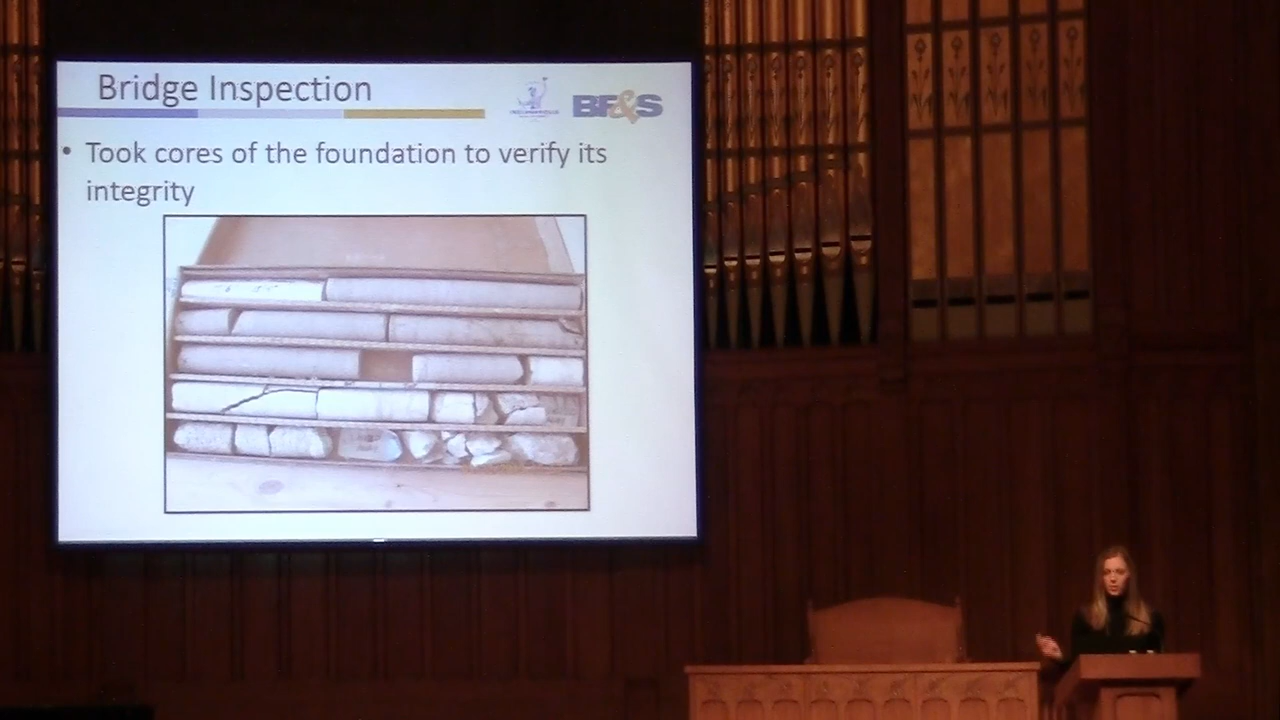 Bridge Inspection
BF&S
• Took cores of the foundation to verify its
integrity